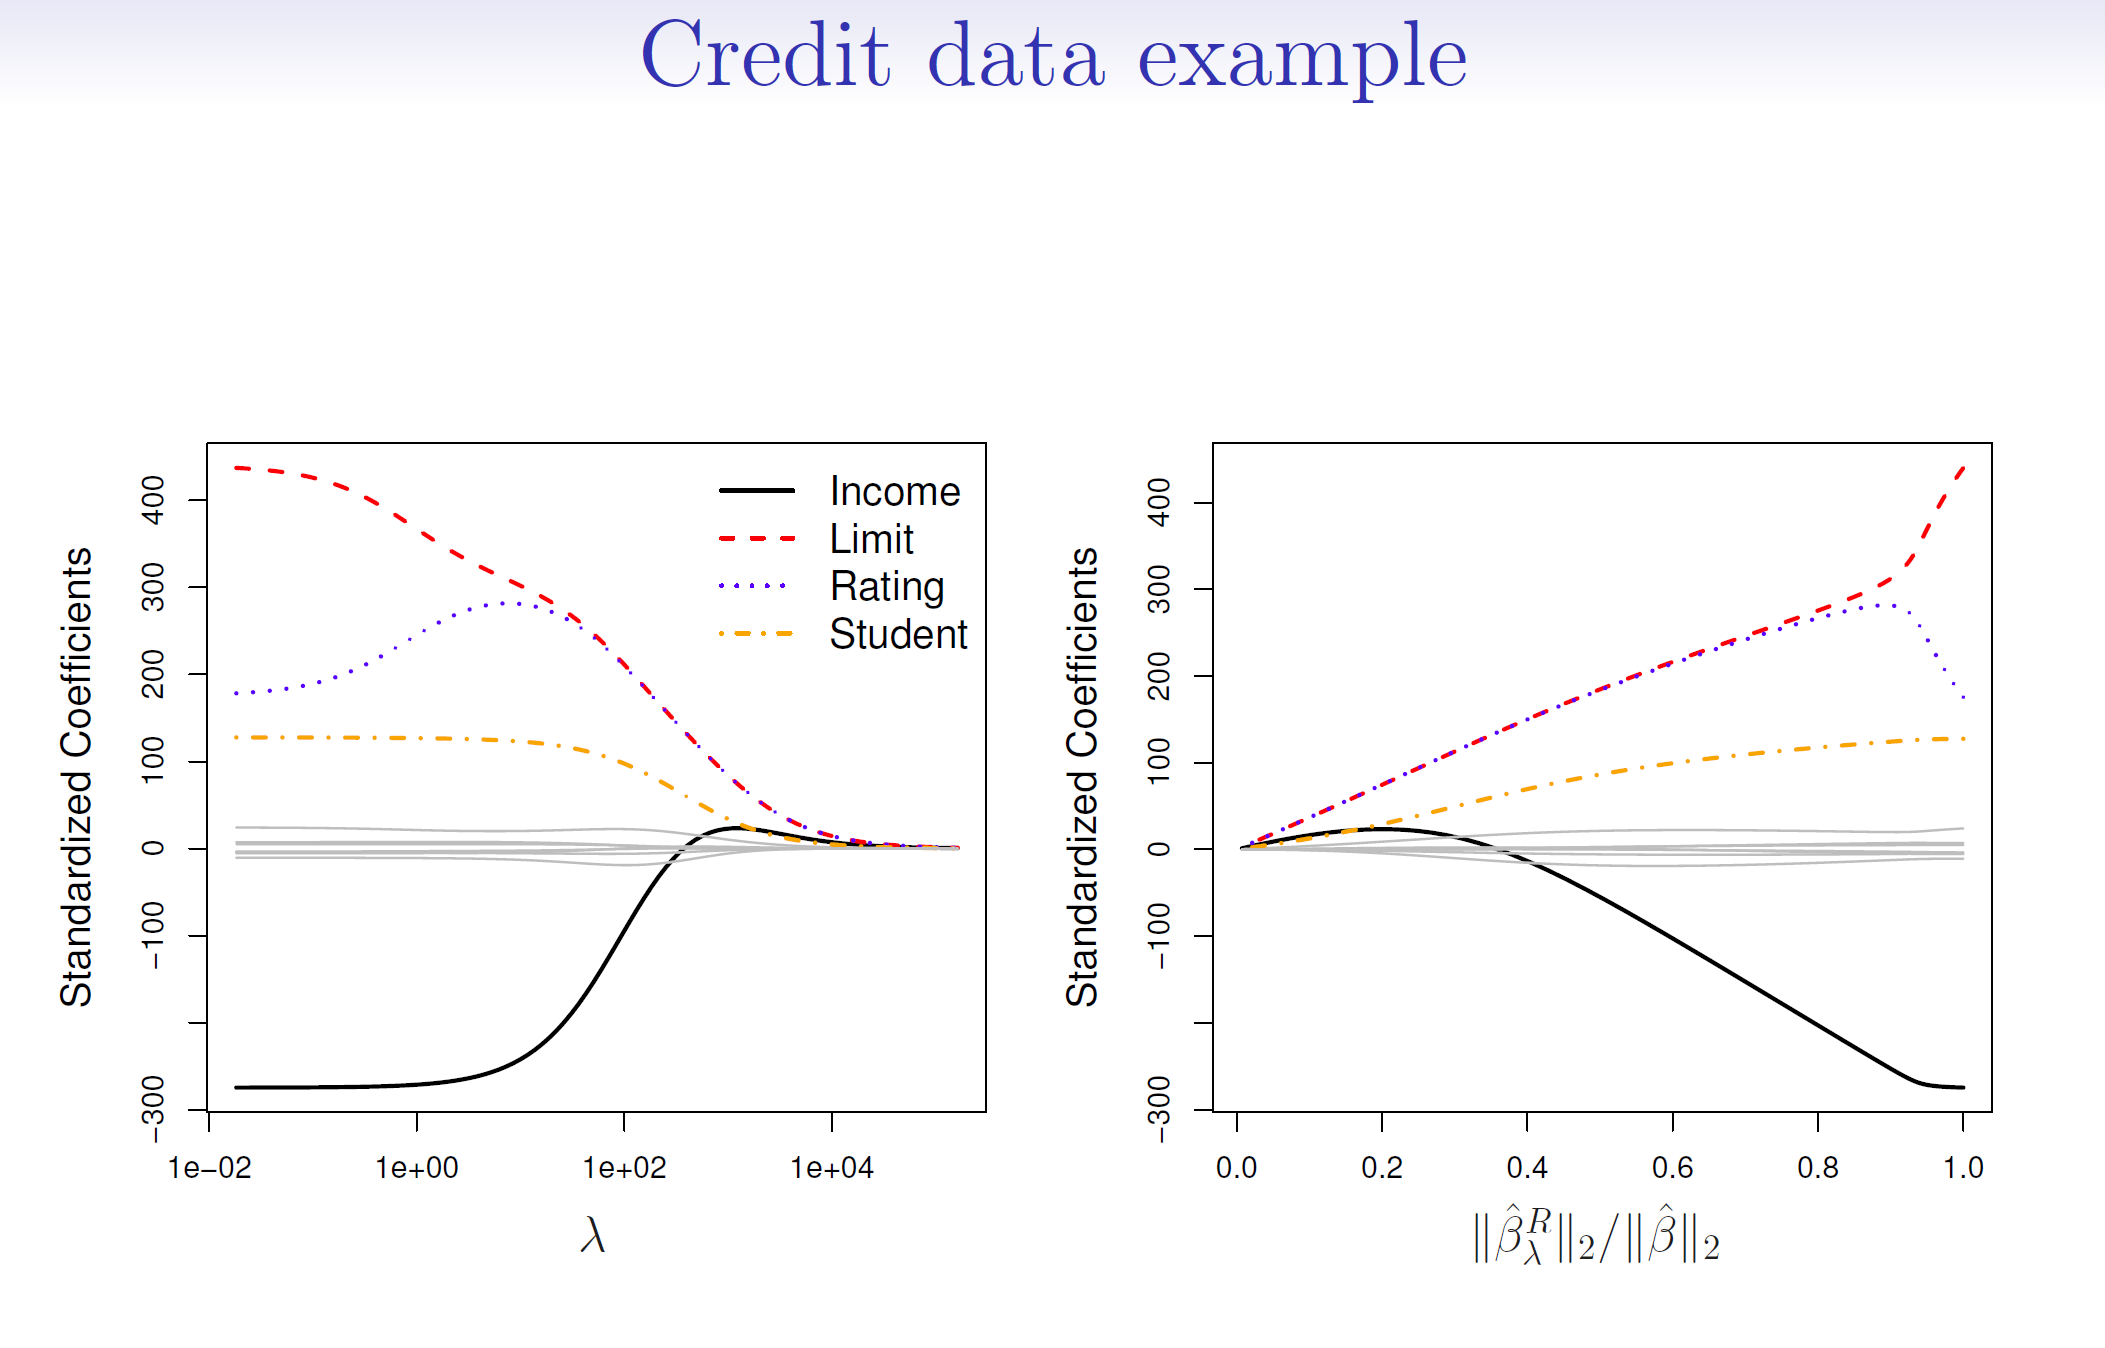 Credit data example
Standardized Coefficients
400
300
200
100
0
−100
−300
Income
Limit
Rating
Student
1e−02 1e+00 1e+02 1e+04
λ
Standardized Coefficients
400
300
200
100
0
−100
−300
0.0 0.2 0.4 0.6 0.8 1.0
‖β̂λᴿ‖₂/‖β̂‖₂